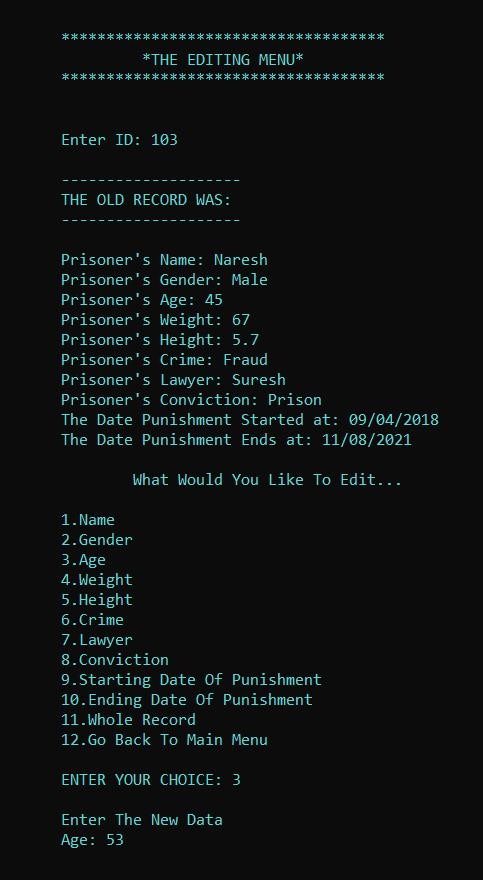 ************************************
*THE EDITING MENU*
************************************
Enter ID: 103
--------------------
THE OLD RECORD WAS:
--------------------
Prisoner's Name: Naresh
Prisoner's Gender: Male
Prisoner's Age: 45
Prisoner's Weight: 67
Prisoner's Height: 5.7
Prisoner's Crime: Fraud
Prisoner's Lawyer: Suresh
Prisoner's Conviction: Prison
The Date Punishment Started at: 09/04/2018
The Date Punishment Ends at: 11/08/2021
What Would You Like To Edit...
1.Name
2.Gender
3.Age
4.Weight
5.Height
6.Crime
7.Lawyer
8.Conviction
9.Starting Date Of Punishment
10.Ending Date Of Punishment
11.Whole Record
12.Go Back To Main Menu
ENTER YOUR CHOICE: 3
Enter The New Data
Age: 53